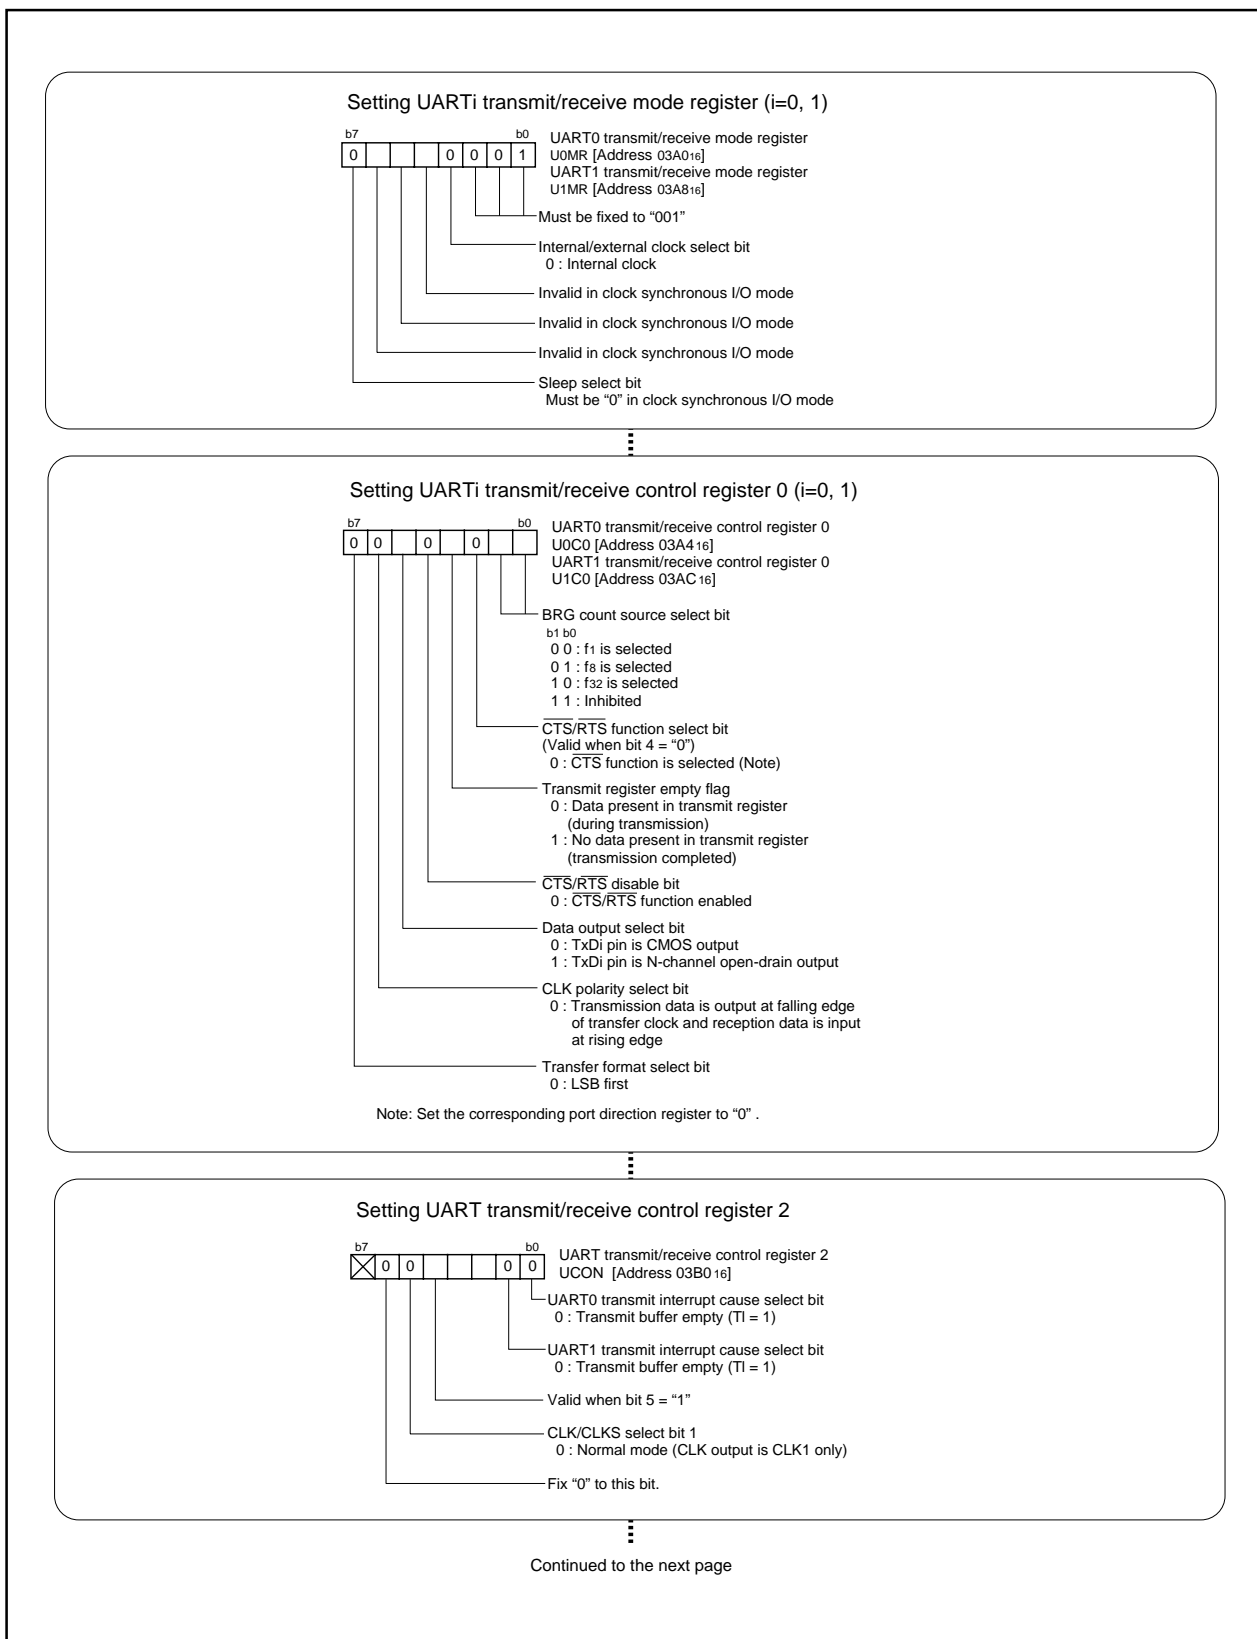 Setting UARTi transmit/receive mode register (i=0, 1)
b7 b0
0 0 0 0 1
UART0 transmit/receive mode register
U0MR [Address 03A016]
UART1 transmit/receive mode register
U1MR [Address 03A816]
Must be fixed to “001”
Internal/external clock select bit
0 : Internal clock
Invalid in clock synchronous I/O mode
Invalid in clock synchronous I/O mode
Invalid in clock synchronous I/O mode
Sleep select bit
Must be “0” in clock synchronous I/O mode
Setting UARTi transmit/receive control register 0 (i=0, 1)
b7 b0
0 0 0 0
UART0 transmit/receive control register 0
U0C0 [Address 03A416]
UART1 transmit/receive control register 0
U1C0 [Address 03AC16]
BRG count source select bit
b1 b0
0 0 : f1 is selected
0 1 : f8 is selected
1 0 : f32 is selected
1 1 : Inhibited
CTS/RTS function select bit
(Valid when bit 4 = “0”)
0 : CTS function is selected (Note)
Transmit register empty flag
0 : Data present in transmit register
(during transmission)
1 : No data present in transmit register
(transmission completed)
CTS/RTS disable bit
0 : CTS/RTS function enabled
Data output select bit
0 : TxDi pin is CMOS output
1 : TxDi pin is N-channel open-drain output
CLK polarity select bit
0 : Transmission data is output at falling edge
of transfer clock and reception data is input
at rising edge
Transfer format select bit
0 : LSB first
Note: Set the corresponding port direction register to “0” .
Setting UART transmit/receive control register 2
b7 b0
0 0 0 0
UART transmit/receive control register 2
UCON [Address 03B016]
UART0 transmit interrupt cause select bit
0 : Transmit buffer empty (TI = 1)
UART1 transmit interrupt cause select bit
0 : Transmit buffer empty (TI = 1)
Valid when bit 5 = “1”
CLK/CLKS select bit 1
0 : Normal mode (CLK output is CLK1 only)
Fix “0” to this bit.
Continued to the next page